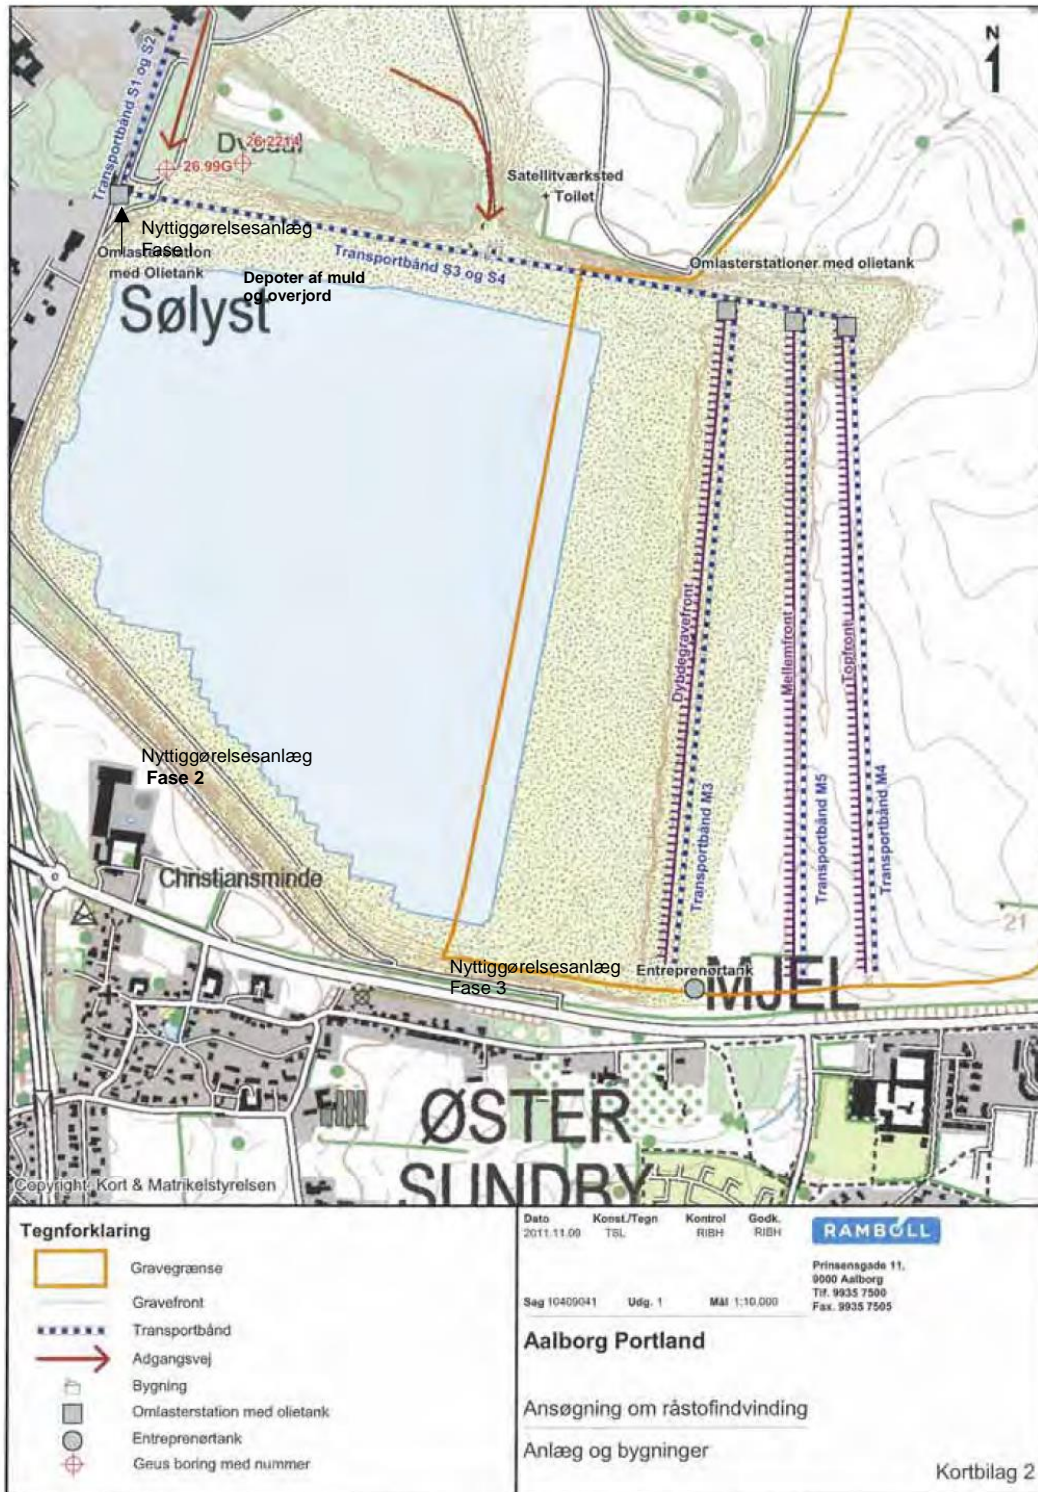 N
Transportbånd S1 og S2
26.2214
26.99G
Satellitværksted
+ Toilet
Nyttiggørelsesanlæg
Fase I
Omlasterstation
med Olietank
Transportbånd S3 og S4
Omlasterstationer med olietank
Depoter af muld
og overjord
Sølyst
Dybdegravefront
Mellemfront
Topfront
Transportbånd M3
Transportbånd M5
Transportbånd M4
Nyttiggørelsesanlæg
Fase 2
Christiansminde
21
Nyttiggørelsesanlæg
Fase 3
Entreprenørtank
MJEL
ØSTER
SUNDBY
Copyright: Kort & Matrikelstyrelsen
Tegnforklaring
Gravegrænse
Gravefront
Transportbånd
Adgangsvej
Bygning
Omlasterstation med olietank
Entreprenørtank
Geus boring med nummer
Dato Konst./Tegn Kontrol Godk.
2011.11.09 TSL RIBH RIBH
RAMBOLL
Prinsensgade 11,
9000 Aalborg
Tlf. 9935 7500
Fax. 9935 7505
Sag 10409041 Udg. 1 Mål 1:10.000
Aalborg Portland
Ansøgning om råstofindvinding
Anlæg og bygninger
Kortbilag 2